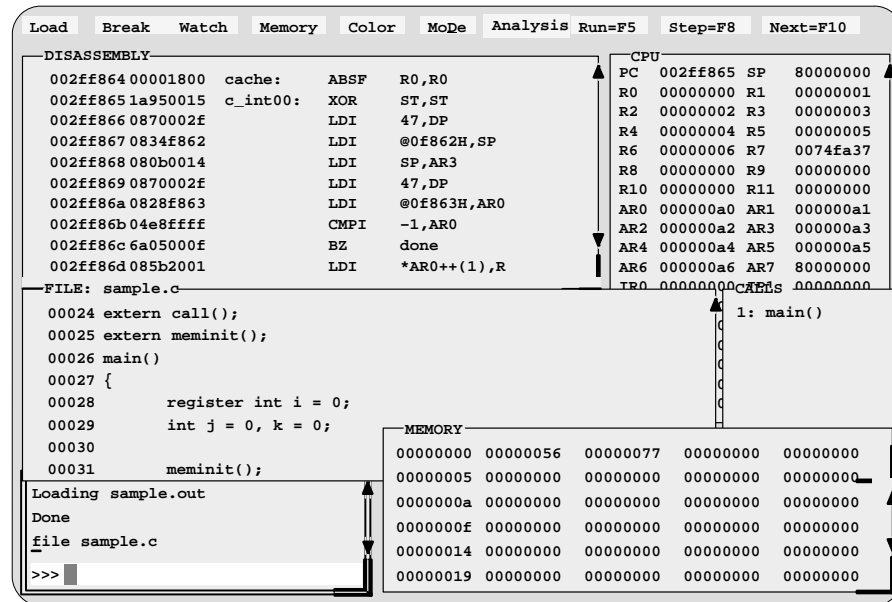 Load Break Watch Memory Color MoDe Analysis Run=F5 Step=F8 Next=F10
DISASSEMBLY
002ff864 00001800 cache: ABSF R0,R0
002ff865 1a950015 c_int00: XOR ST,ST
002ff866 0870002f LDI 47,DP
002ff867 0834f862 LDI @0f862H,SP
002ff868 080b0014 LDI SP,AR3
002ff869 0870002f LDI 47,DP
002ff86a 0828f863 LDI @0f863H,AR0
002ff86b 04e8ffff CMPI −1,AR0
002ff86c 6a05000f BZ done
002ff86d 085b2001 LDI *AR0++(1),R
CPU
PC 002ff865 SP 80000000
R0 00000000 R1 00000001
R2 00000002 R3 00000003
R4 00000004 R5 00000005
R6 00000006 R7 0074fa37
R8 00000000 R9 00000000
R10 00000000 R11 00000000
AR0 000000a0 AR1 000000a1
AR2 000000a2 AR3 000000a3
AR4 000000a4 AR5 000000a5
AR6 000000a6 AR7 80000000
IR0 00000000 00000000
FILE: sample.c
00024 extern call();
00025 extern meminit();
00026 main()
00027 {
00028 register int i = 0;
00029 int j = 0, k = 0;
00030
00031 meminit();
CALLS
1: main()
Loading sample.out
Done
file sample.c
>>>
MEMORY
00000000 00000056 00000077 00000000 00000000
00000005 00000000 00000000 00000000 00000000
0000000a 00000000 00000000 00000000 00000000
0000000f 00000000 00000000 00000000 00000000
00000014 00000000 00000000 00000000 00000000
00000019 00000000 00000000 00000000 00000000